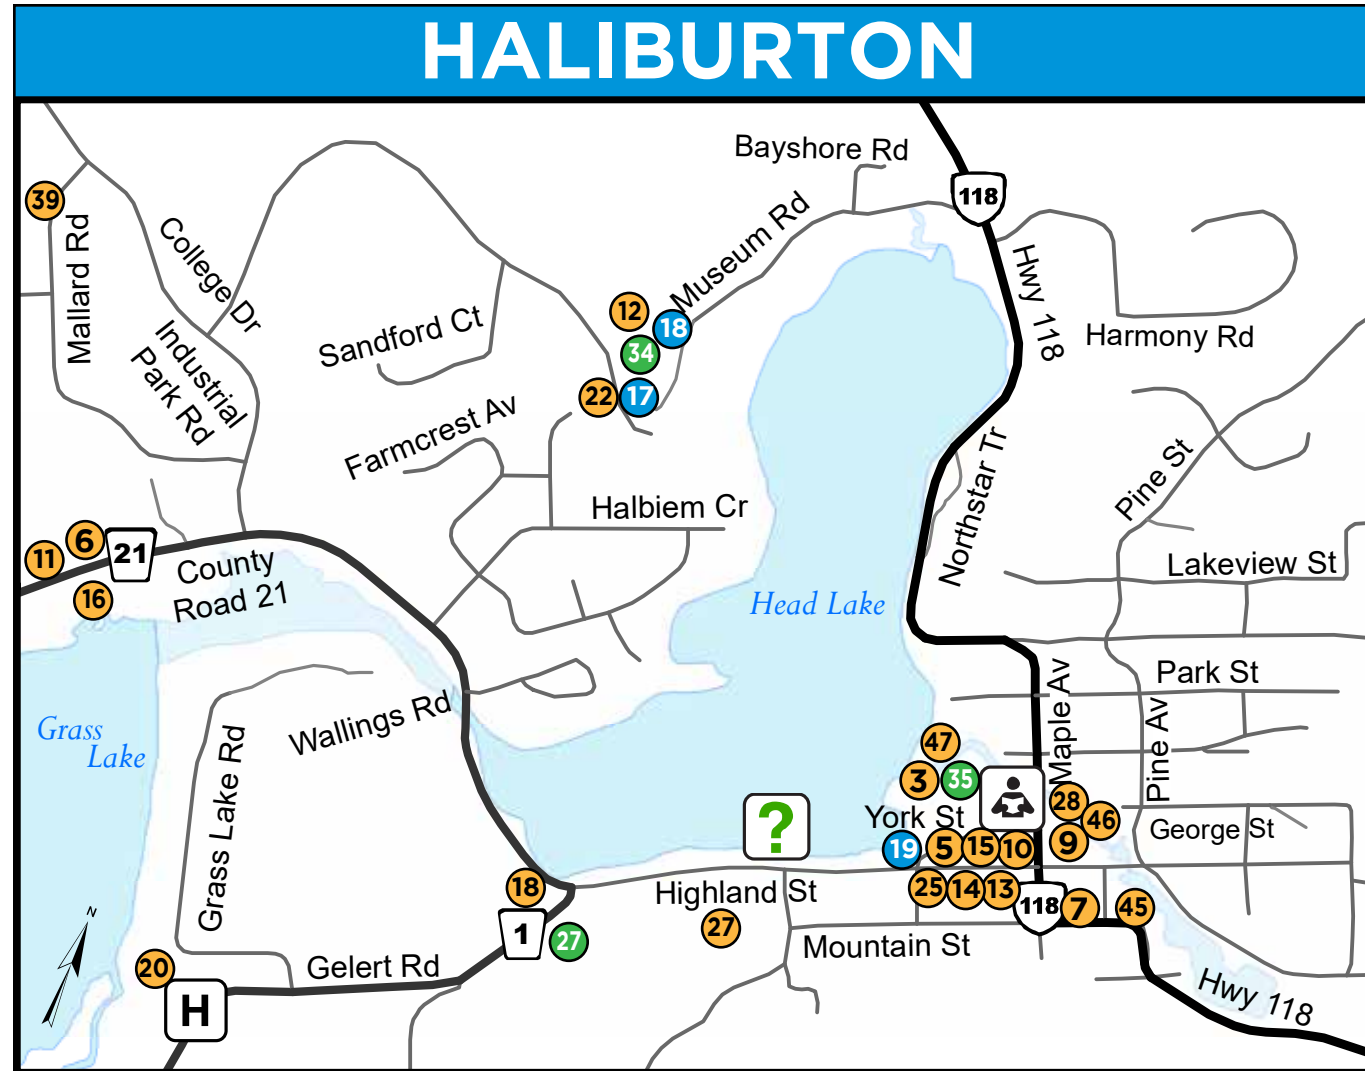 HALIBURTON
Bayshore Rd
118
39
Museum Rd
Mallard Rd
College Dr
Hwy 118
12
18
34
Sandford Ct
Industrial
Park Rd
Harmony Rd
22
17
Farmcrest Av
Northstar Tr
Pine St
Halbiem Cr
6
11
21
16
County
Road 21
Lakeview St
Head Lake
Park St
Maple Av
Pine Av
Wallings Rd
Grass
Lake
Grass Lake Rd
47
3
35
28
46
York St
?
George St
19
5
15
10
9
18
Highland St
25
14
13
118
7
45
27
1
27
Mountain St
N
20
Gelert Rd
H
Hwy 118